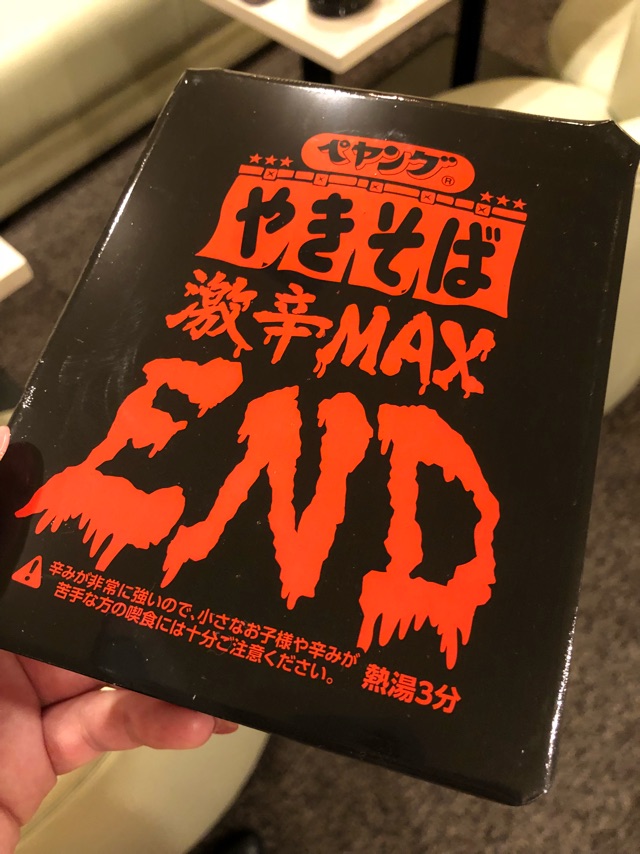 ペヤング®
やきそば
激辛MAX
END
辛みが非常に強いので、小さなお子様や辛みが
苦手な方の喫食には十分ご注意ください。
熱湯3分